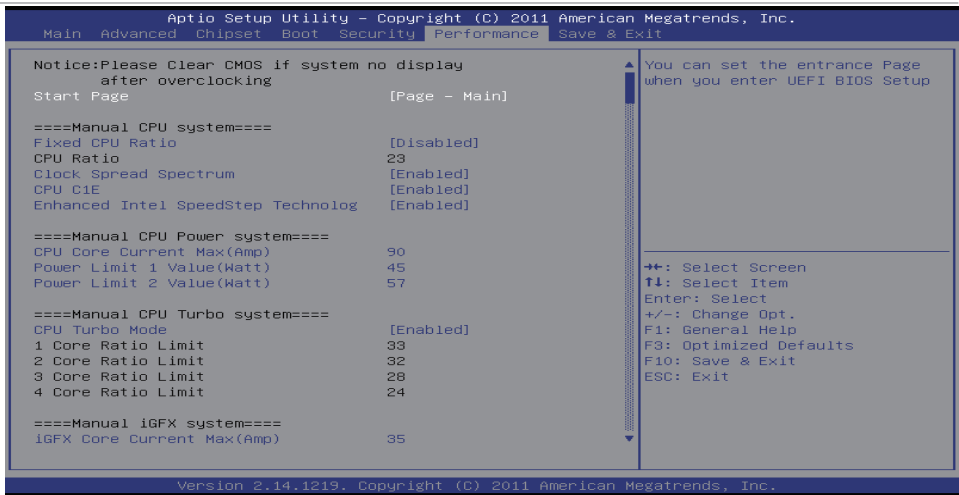 Aptio Setup Utility – Copyright (C) 2011 American Megatrends, Inc.
Main Advanced Chipset Boot Security Performance Save & Exit
Notice:Please Clear CMOS if system no display
after overclocking
Start Page [Page - Main]
====Manual CPU system====
Fixed CPU Ratio [Disabled]
CPU Ratio 23
Clock Spread Spectrum [Enabled]
CPU C1E [Enabled]
Enhanced Intel SpeedStep Technolog [Enabled]
====Manual CPU Power system====
CPU Core Current Max(Amp) 90
Power Limit 1 Value(Watt) 45
Power Limit 2 Value(Watt) 57
====Manual CPU Turbo system====
CPU Turbo Mode [Enabled]
1 Core Ratio Limit 33
2 Core Ratio Limit 32
3 Core Ratio Limit 28
4 Core Ratio Limit 24
====Manual iGFX system====
iGFX Core Current Max(Amp) 35
You can set the entrance Page
when you enter UEFI BIOS Setup
→←: Select Screen
↑↓: Select Item
Enter: Select
+/-: Change Opt.
F1: General Help
F3: Optimized Defaults
F10: Save & Exit
ESC: Exit
Version 2.14.1219. Copyright (C) 2011 American Megatrends, Inc.